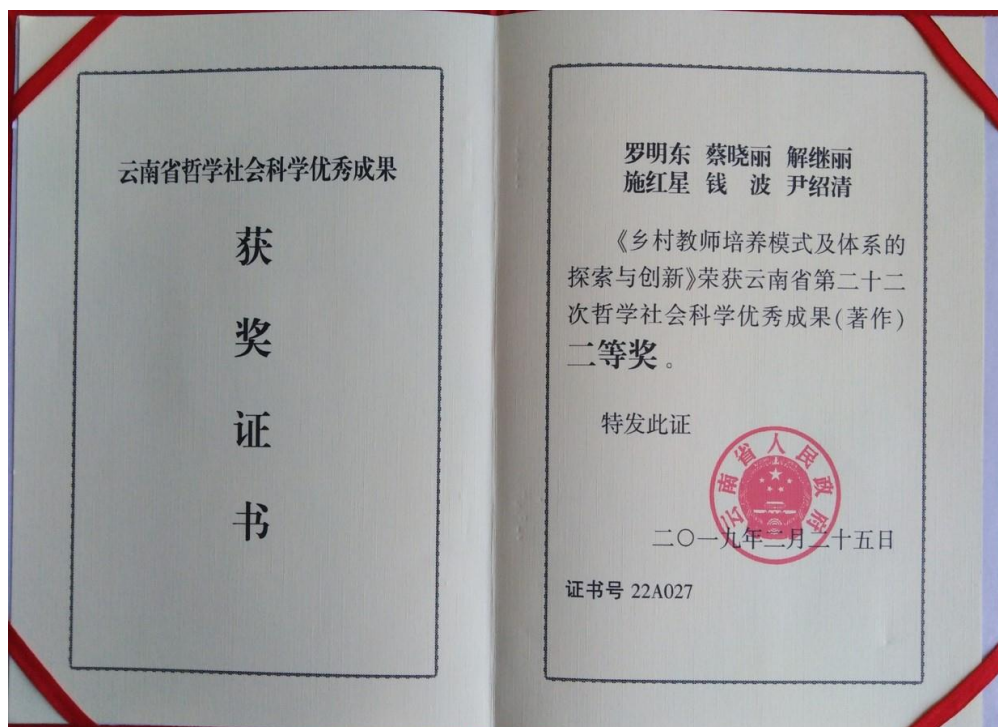 云南省哲学社会科学优秀成果
获
奖
证
书
罗明东 蔡晓丽 解继丽
施红星 钱 波 尹绍清
《乡村教师培养模式及体系的
探索与创新》荣获云南省第二十二
次哲学社会科学优秀成果(著作)
二等奖。
特发此证
云南省人民政府
二〇一九年二月二十五日
证书号 22A027